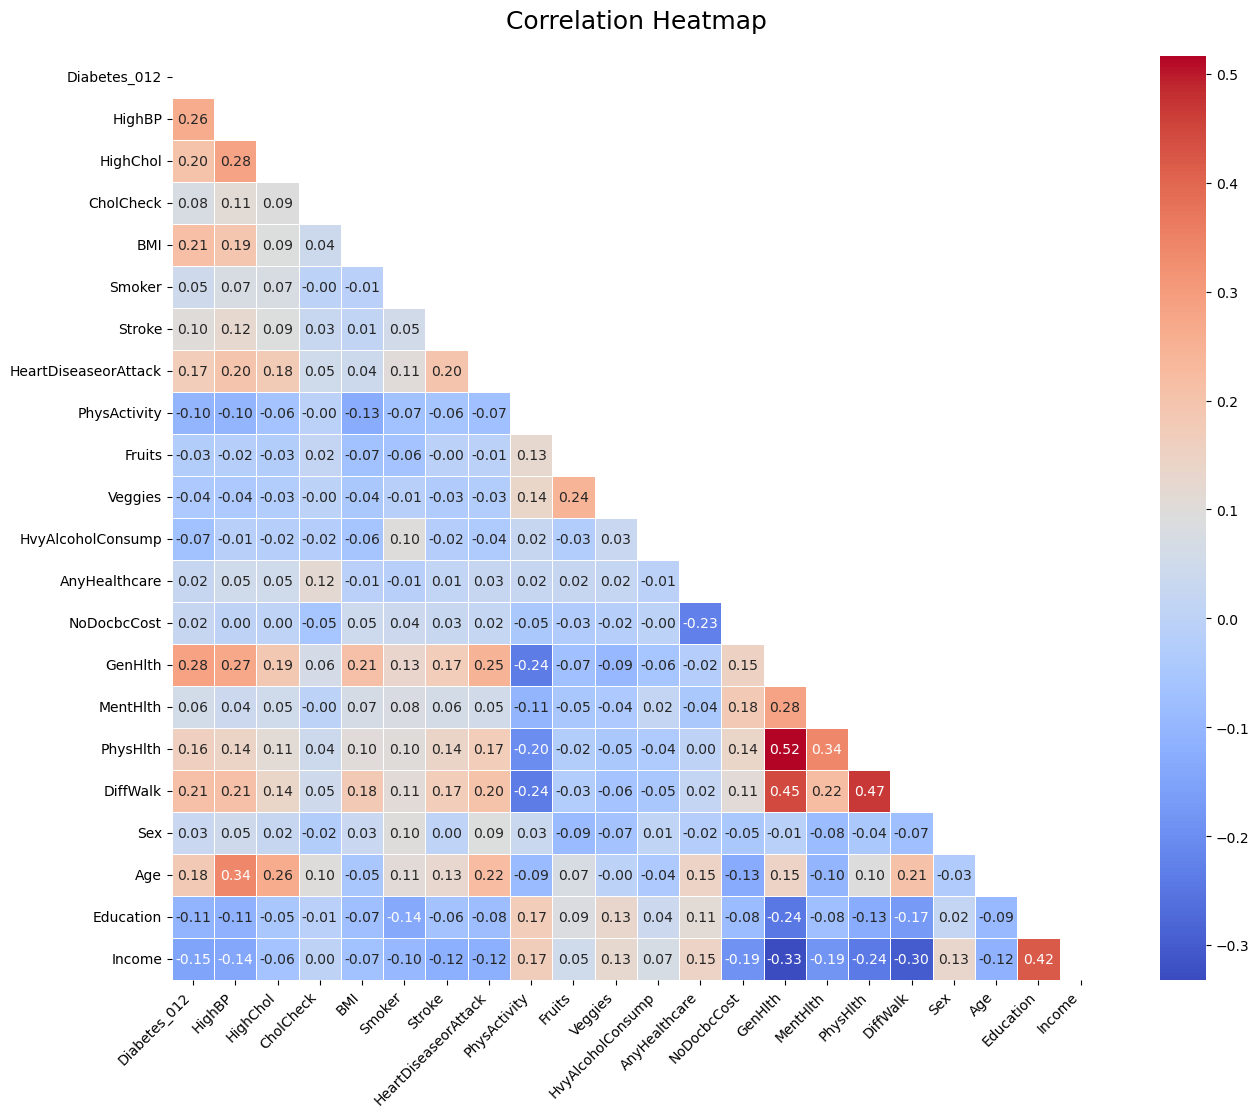 Correlation Heatmap
Diabetes_012
HighBP 0.26
HighChol 0.20 0.28
CholCheck 0.08 0.11 0.09
BMI 0.21 0.19 0.09 0.04
Smoker 0.05 0.07 0.07 -0.00 -0.01
Stroke 0.10 0.12 0.09 0.03 0.01 0.05
HeartDiseaseorAttack 0.17 0.20 0.18 0.05 0.04 0.11 0.20
PhysActivity -0.10 -0.10 -0.06 -0.00 -0.13 -0.07 -0.06 -0.07
Fruits -0.03 -0.02 -0.03 0.02 -0.07 -0.06 -0.00 -0.01 0.13
Veggies -0.04 -0.04 -0.03 -0.00 -0.04 -0.01 -0.03 -0.03 0.14 0.24
HvyAlcoholConsump -0.07 -0.01 -0.02 -0.02 -0.06 0.10 -0.02 -0.04 0.02 -0.03 0.03
AnyHealthcare 0.02 0.05 0.05 0.12 -0.01 -0.01 0.01 0.03 0.02 0.02 0.02 -0.01
NoDocbcCost 0.02 0.00 0.00 -0.05 0.05 0.04 0.03 0.02 -0.05 -0.03 -0.02 -0.00 -0.23
GenHlth 0.28 0.27 0.19 0.06 0.21 0.13 0.17 0.25 -0.24 -0.07 -0.09 -0.06 -0.02 0.15
MentHlth 0.06 0.04 0.05 -0.00 0.07 0.08 0.06 0.05 -0.11 -0.05 -0.04 0.02 -0.04 0.18 0.28
PhysHlth 0.16 0.14 0.11 0.04 0.10 0.10 0.14 0.17 -0.20 -0.02 -0.05 -0.04 0.00 0.14 0.52 0.34
DiffWalk 0.21 0.21 0.14 0.05 0.18 0.11 0.17 0.20 -0.24 -0.03 -0.06 -0.05 0.02 0.11 0.45 0.22 0.47
Sex 0.03 0.05 0.02 -0.02 0.03 0.10 0.00 0.09 0.03 -0.09 -0.07 0.01 -0.02 -0.05 -0.01 -0.08 -0.04 -0.07
Age 0.18 0.34 0.26 0.10 -0.05 0.11 0.13 0.22 -0.09 0.07 -0.00 -0.04 0.15 -0.13 0.15 -0.10 0.10 0.21 -0.03
Education -0.11 -0.11 -0.05 -0.01 -0.07 -0.14 -0.06 -0.08 0.17 0.09 0.13 0.04 0.11 -0.08 -0.24 -0.08 -0.13 -0.17 0.02 -0.09
Income -0.15 -0.14 -0.06 0.00 -0.07 -0.10 -0.12 -0.12 0.17 0.05 0.13 0.07 0.15 -0.19 -0.33 -0.19 -0.24 -0.30 0.13 -0.12 0.42
Diabetes_012
HighBP
HighChol
CholCheck
BMI
Smoker
Stroke
HeartDiseaseorAttack
PhysActivity
Fruits
Veggies
HvyAlcoholConsump
AnyHealthcare
NoDocbcCost
GenHlth
MentHlth
PhysHlth
DiffWalk
Sex
Age
Education
Income
0.5
0.4
0.3
0.2
0.1
0.0
−0.1
−0.2
−0.3